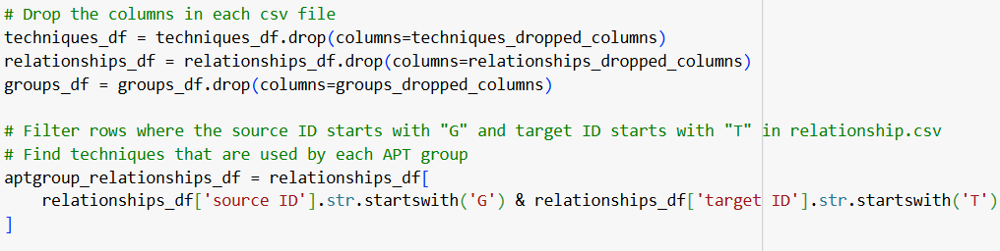 # Drop the columns in each csv file
techniques_df = techniques_df.drop(columns=techniques_dropped_columns)
relationships_df = relationships_df.drop(columns=relationships_dropped_columns)
groups_df = groups_df.drop(columns=groups_dropped_columns)

# Filter rows where the source ID starts with "G" and target ID starts with "T" in relationship.csv
# Find techniques that are used by each APT group
aptgroup_relationships_df = relationships_df[
    relationships_df['source ID'].str.startswith('G') & relationships_df['target ID'].str.startswith('T')
]